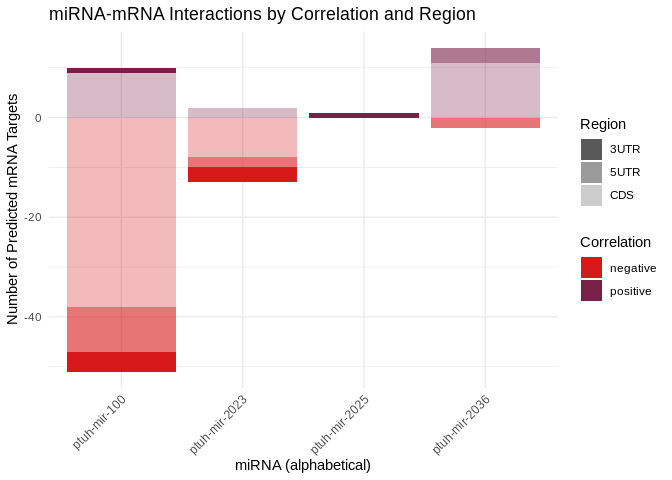 miRNA-mRNA Interactions by Correlation and Region
Number of Predicted mRNA Targets
0
-20
-40
ptuh-mir-100
ptuh-mir-2023
ptuh-mir-2025
ptuh-mir-2036
miRNA (alphabetical)
Region
3UTR
5UTR
CDS
Correlation
negative
positive